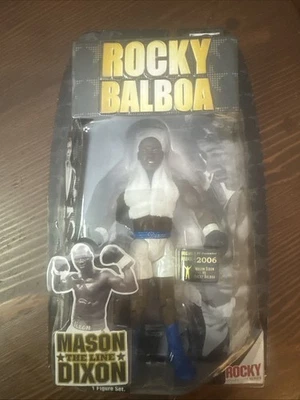 ROCKY
BALBOA
2006
MASON
THE LINE
DIXON
1 Figure Set.
ROCKY